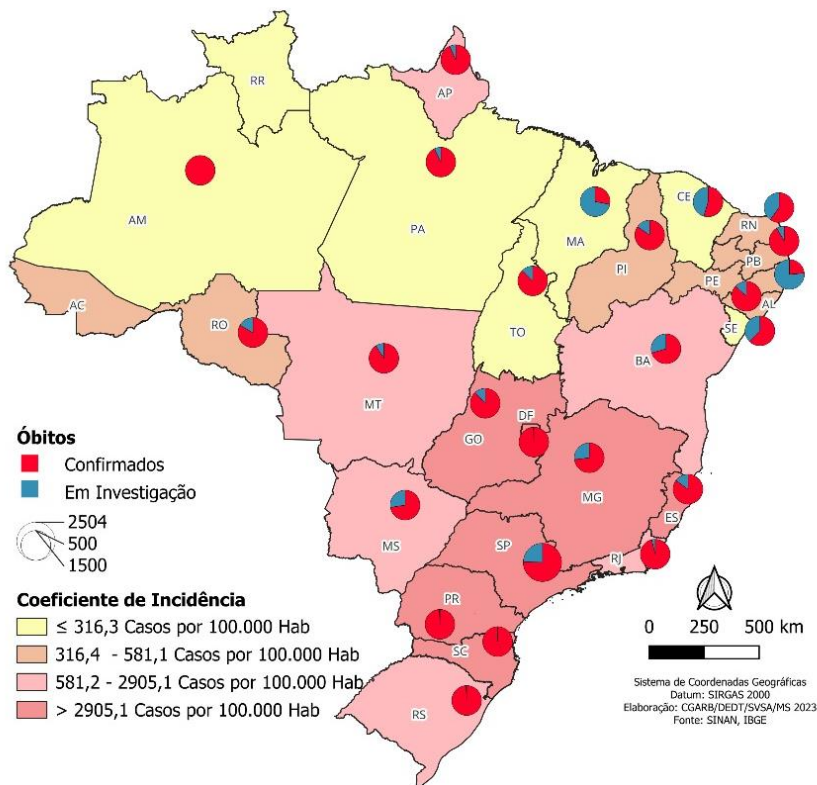 RR
AP
AM
PA
MA
CE
RN
PB
PI
PE
AL
SE
AC
RO
TO
BA
MT
DF
GO
MG
ES
MS
SP
RJ
PR
SC
RS
Óbitos
Confirmados
Em Investigação
2504
500
1500
Coeficiente de Incidência
≤ 316,3 Casos por 100.000 Hab
316,4 - 581,1 Casos por 100.000 Hab
581,2 - 2905,1 Casos por 100.000 Hab
> 2905,1 Casos por 100.000 Hab
0 250 500 km
Sistema de Coordenadas Geográficas
Datum: SIRGAS 2000
Elaboração: CGARB/DEDT/SVSA/MS 2023
Fonte: SINAN, IBGE